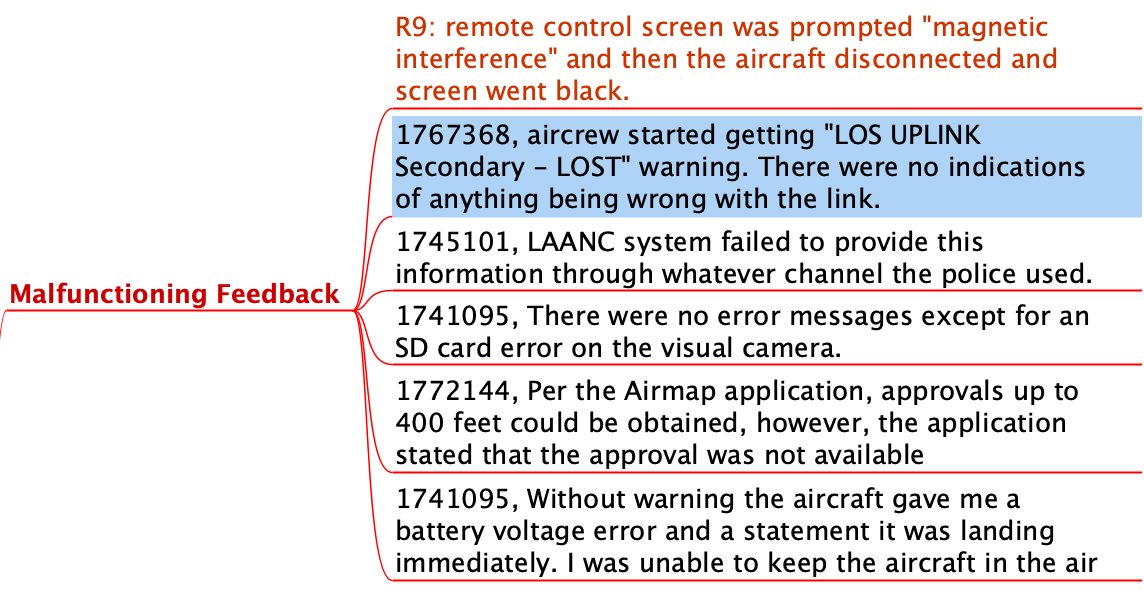 R9: remote control screen was prompted "magnetic
interference" and then the aircraft disconnected and
screen went black.
1767368, aircrew started getting "LOS UPLINK
Secondary – LOST" warning. There were no indications
of anything being wrong with the link.
1745101, LAANC system failed to provide this
information through whatever channel the police used.
Malfunctioning Feedback
1741095, There were no error messages except for an
SD card error on the visual camera.
1772144, Per the Airmap application, approvals up to
400 feet could be obtained, however, the application
stated that the approval was not available
1741095, Without warning the aircraft gave me a
battery voltage error and a statement it was landing
immediately. I was unable to keep the aircraft in the air